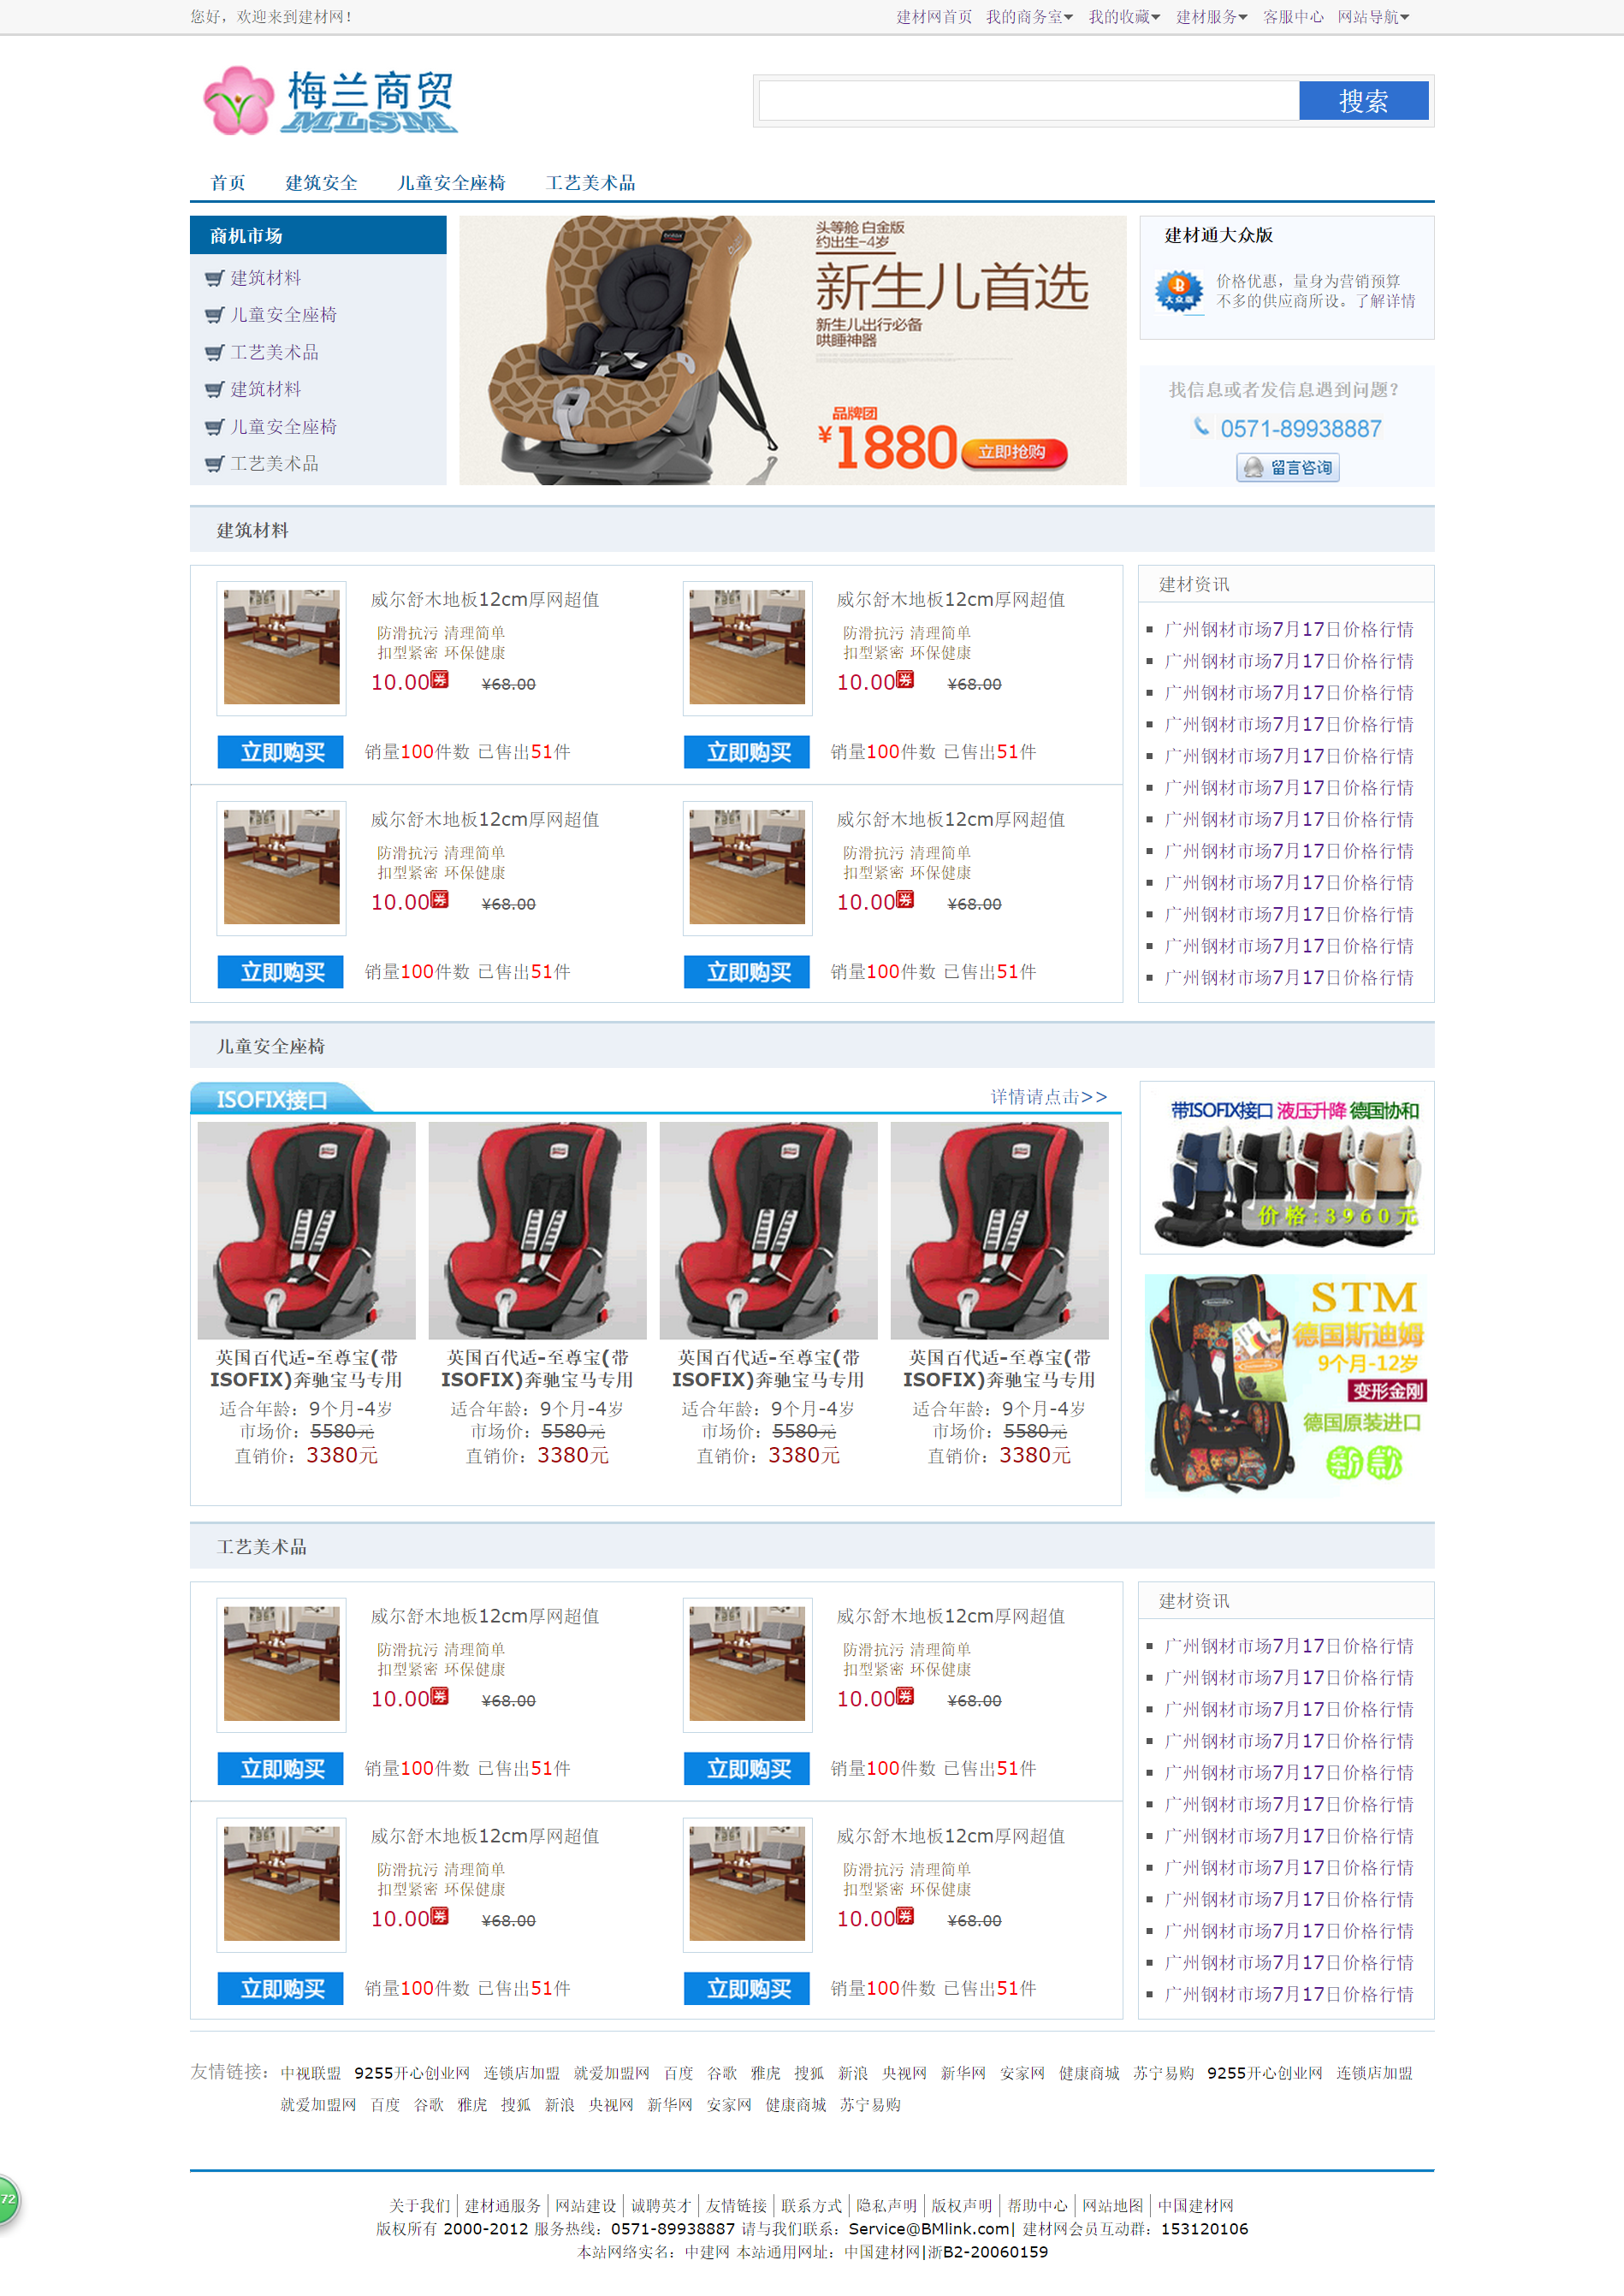 您好，欢迎来到建材网！
建材网首页 我的商务室 我的收藏 建材服务 客服中心 网站导航
梅兰商贸
MLSM
搜索
首页 建筑安全 儿童安全座椅 工艺美术品
商机市场
建筑材料
儿童安全座椅
工艺美术品
建筑材料
儿童安全座椅
工艺美术品
头等舱 白金版
约出生-4岁
新生儿首选
新生儿出行必备
哄睡神器
品牌团
¥1880 立即抢购
建材通大众版
大众版
价格优惠，量身为营销预算
不多的供应商所设。了解详情
找信息或者发信息遇到问题？
0571-89938887
留言咨询
建筑材料
威尔舒木地板12cm厚网超值
防滑抗污 清理简单
扣型紧密 环保健康
10.00券 ¥68.00
立即购买 销量100件数 已售出51件
威尔舒木地板12cm厚网超值
防滑抗污 清理简单
扣型紧密 环保健康
10.00券 ¥68.00
立即购买 销量100件数 已售出51件
威尔舒木地板12cm厚网超值
防滑抗污 清理简单
扣型紧密 环保健康
10.00券 ¥68.00
立即购买 销量100件数 已售出51件
威尔舒木地板12cm厚网超值
防滑抗污 清理简单
扣型紧密 环保健康
10.00券 ¥68.00
立即购买 销量100件数 已售出51件
建材资讯
广州钢材市场7月17日价格行情
广州钢材市场7月17日价格行情
广州钢材市场7月17日价格行情
广州钢材市场7月17日价格行情
广州钢材市场7月17日价格行情
广州钢材市场7月17日价格行情
广州钢材市场7月17日价格行情
广州钢材市场7月17日价格行情
广州钢材市场7月17日价格行情
广州钢材市场7月17日价格行情
广州钢材市场7月17日价格行情
广州钢材市场7月17日价格行情
儿童安全座椅
ISOFIX接口 详情请点击>>
英国百代适-至尊宝(带
ISOFIX)奔驰宝马专用
适合年龄：9个月-4岁
市场价：5580元
直销价：3380元
英国百代适-至尊宝(带
ISOFIX)奔驰宝马专用
适合年龄：9个月-4岁
市场价：5580元
直销价：3380元
英国百代适-至尊宝(带
ISOFIX)奔驰宝马专用
适合年龄：9个月-4岁
市场价：5580元
直销价：3380元
英国百代适-至尊宝(带
ISOFIX)奔驰宝马专用
适合年龄：9个月-4岁
市场价：5580元
直销价：3380元
带ISOFIX接口 液压升降 德国协和
价格:3960元
STM
德国斯迪姆
9个月-12岁
变形金刚
德国原装进口
新款
工艺美术品
威尔舒木地板12cm厚网超值
防滑抗污 清理简单
扣型紧密 环保健康
10.00券 ¥68.00
立即购买 销量100件数 已售出51件
威尔舒木地板12cm厚网超值
防滑抗污 清理简单
扣型紧密 环保健康
10.00券 ¥68.00
立即购买 销量100件数 已售出51件
威尔舒木地板12cm厚网超值
防滑抗污 清理简单
扣型紧密 环保健康
10.00券 ¥68.00
立即购买 销量100件数 已售出51件
威尔舒木地板12cm厚网超值
防滑抗污 清理简单
扣型紧密 环保健康
10.00券 ¥68.00
立即购买 销量100件数 已售出51件
建材资讯
广州钢材市场7月17日价格行情
广州钢材市场7月17日价格行情
广州钢材市场7月17日价格行情
广州钢材市场7月17日价格行情
广州钢材市场7月17日价格行情
广州钢材市场7月17日价格行情
广州钢材市场7月17日价格行情
广州钢材市场7月17日价格行情
广州钢材市场7月17日价格行情
广州钢材市场7月17日价格行情
广州钢材市场7月17日价格行情
广州钢材市场7月17日价格行情
友情链接：中视联盟 9255开心创业网 连锁店加盟 就爱加盟网 百度 谷歌 雅虎 搜狐 新浪 央视网 新华网 安家网 健康商城 苏宁易购 9255开心创业网 连锁店加盟
就爱加盟网 百度 谷歌 雅虎 搜狐 新浪 央视网 新华网 安家网 健康商城 苏宁易购
72
关于我们 | 建材通服务 | 网站建设 | 诚聘英才 | 友情链接 | 联系方式 | 隐私声明 | 版权声明 | 帮助中心 | 网站地图 | 中国建材网
版权所有 2000-2012 服务热线：0571-89938887 请与我们联系：Service@BMlink.com| 建材网会员互动群：153120106
本站网络实名：中建网 本站通用网址：中国建材网|浙B2-20060159